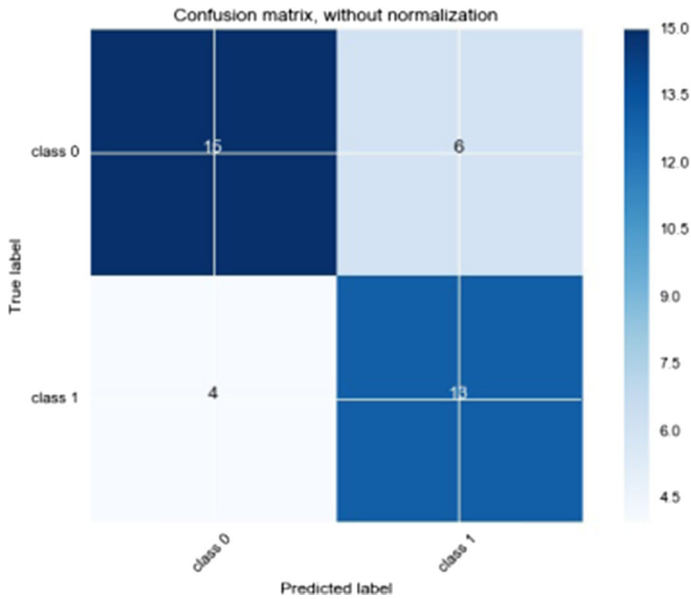 Confusion matrix, without normalization
True label
class 0
class 1
15
6
4
13
class 0
class 1
Predicted label
15.0
13.5
12.0
10.5
9.0
7.5
6.0
4.5